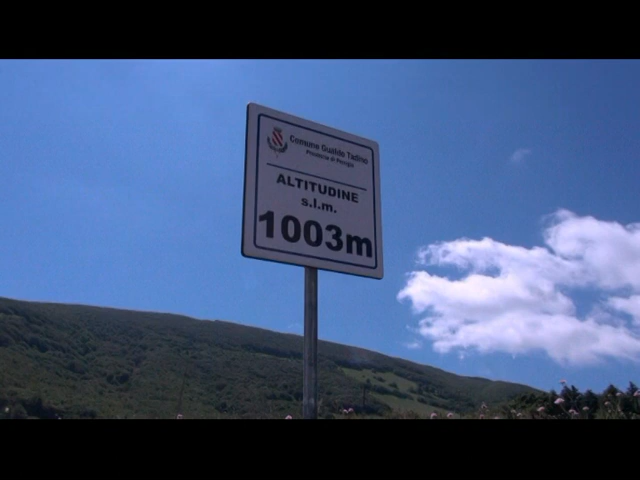 Comune Gualdo Tadino
Provincia di Perugia
ALTITUDINE
s.l.m.
1003m